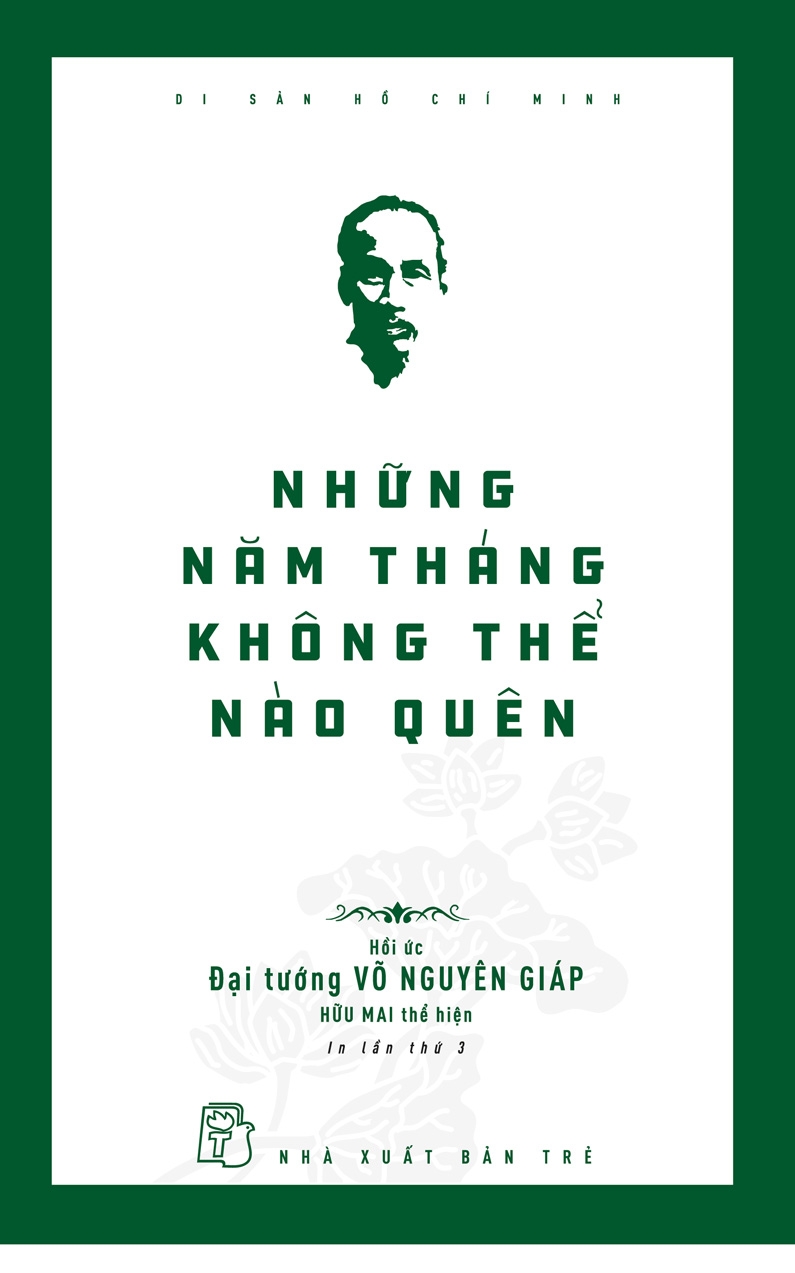 DI SẢN HỒ CHÍ MINH
NHỮNG
NĂM THÁNG
KHÔNG THỂ
NÀO QUÊN
Hồi ức
Đại tướng VÕ NGUYÊN GIÁP
HỮU MAI thể hiện
In lần thứ 3
T
NHÀ XUẤT BẢN TRẺ